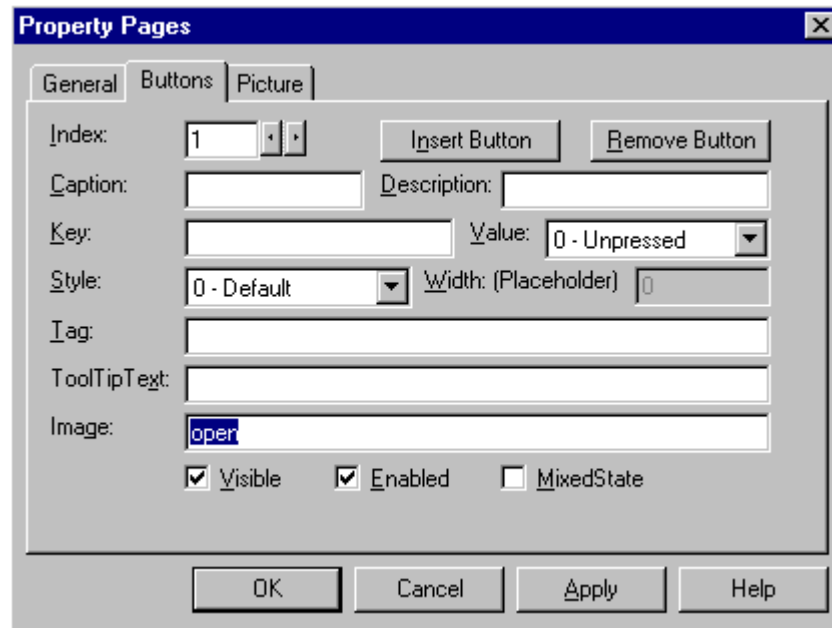 Property Pages
General Buttons Picture
Index: 1 Insert Button Remove Button
Caption: Description:
Key: Value: 0 - Unpressed
Style: 0 - Default Width: (Placeholder) 0
Tag:
ToolTipText:
Image: open
Visible Enabled MixedState
OK Cancel Apply Help